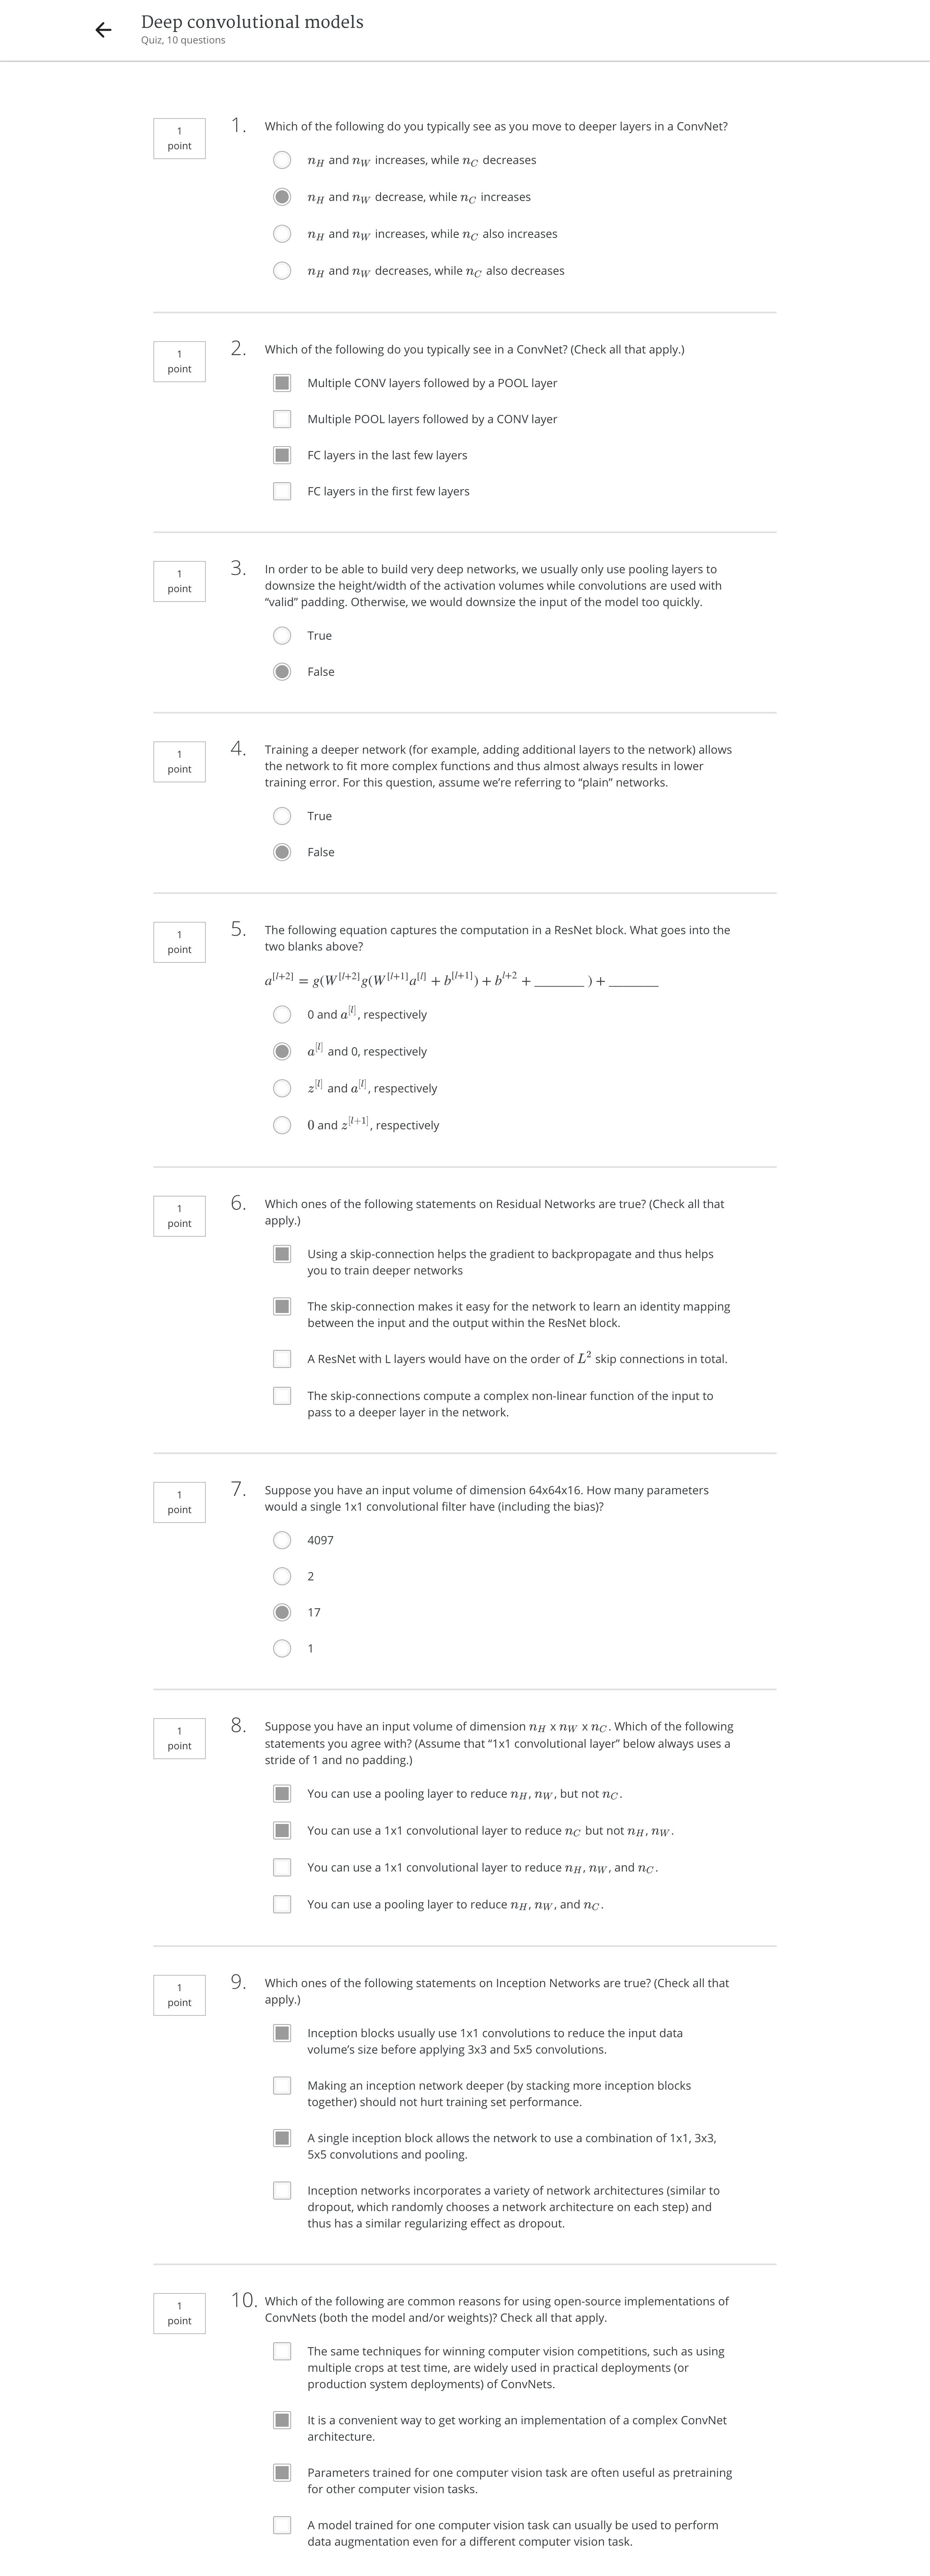 Deep convolutional models
Quiz, 10 questions
1
point
1.
Which of the following do you typically see as you move to deeper layers in a ConvNet?
n_H and n_W increases, while n_C decreases
n_H and n_W decrease, while n_C increases
n_H and n_W increases, while n_C also increases
n_H and n_W decreases, while n_C also decreases
1
point
2.
Which of the following do you typically see in a ConvNet? (Check all that apply.)
Multiple CONV layers followed by a POOL layer
Multiple POOL layers followed by a CONV layer
FC layers in the last few layers
FC layers in the first few layers
1
point
3.
In order to be able to build very deep networks, we usually only use pooling layers to
downsize the height/width of the activation volumes while convolutions are used with
“valid” padding. Otherwise, we would downsize the input of the model too quickly.
True
False
1
point
4.
Training a deeper network (for example, adding additional layers to the network) allows
the network to fit more complex functions and thus almost always results in lower
training error. For this question, assume we’re referring to “plain” networks.
True
False
1
point
5.
The following equation captures the computation in a ResNet block. What goes into the
two blanks above?
a^[l+2] = g(W^[l+2]g(W^[l+1]a^[l] + b^[l+1]) + b^l+2 + _______ ) + _______
0 and a^[l], respectively
a^[l] and 0, respectively
z^[l] and a^[l], respectively
0 and z^[l+1], respectively
1
point
6.
Which ones of the following statements on Residual Networks are true? (Check all that
apply.)
Using a skip-connection helps the gradient to backpropagate and thus helps
you to train deeper networks
The skip-connection makes it easy for the network to learn an identity mapping
between the input and the output within the ResNet block.
A ResNet with L layers would have on the order of L² skip connections in total.
The skip-connections compute a complex non-linear function of the input to
pass to a deeper layer in the network.
1
point
7.
Suppose you have an input volume of dimension 64x64x16. How many parameters
would a single 1x1 convolutional filter have (including the bias)?
4097
2
17
1
1
point
8.
Suppose you have an input volume of dimension n_H x n_W x n_C. Which of the following
statements you agree with? (Assume that “1x1 convolutional layer” below always uses a
stride of 1 and no padding.)
You can use a pooling layer to reduce n_H, n_W, but not n_C.
You can use a 1x1 convolutional layer to reduce n_C but not n_H, n_W.
You can use a 1x1 convolutional layer to reduce n_H, n_W, and n_C.
You can use a pooling layer to reduce n_H, n_W, and n_C.
1
point
9.
Which ones of the following statements on Inception Networks are true? (Check all that
apply.)
Inception blocks usually use 1x1 convolutions to reduce the input data
volume’s size before applying 3x3 and 5x5 convolutions.
Making an inception network deeper (by stacking more inception blocks
together) should not hurt training set performance.
A single inception block allows the network to use a combination of 1x1, 3x3,
5x5 convolutions and pooling.
Inception networks incorporates a variety of network architectures (similar to
dropout, which randomly chooses a network architecture on each step) and
thus has a similar regularizing effect as dropout.
1
point
10.
Which of the following are common reasons for using open-source implementations of
ConvNets (both the model and/or weights)? Check all that apply.
The same techniques for winning computer vision competitions, such as using
multiple crops at test time, are widely used in practical deployments (or
production system deployments) of ConvNets.
It is a convenient way to get working an implementation of a complex ConvNet
architecture.
Parameters trained for one computer vision task are often useful as pretraining
for other computer vision tasks.
A model trained for one computer vision task can usually be used to perform
data augmentation even for a different computer vision task.